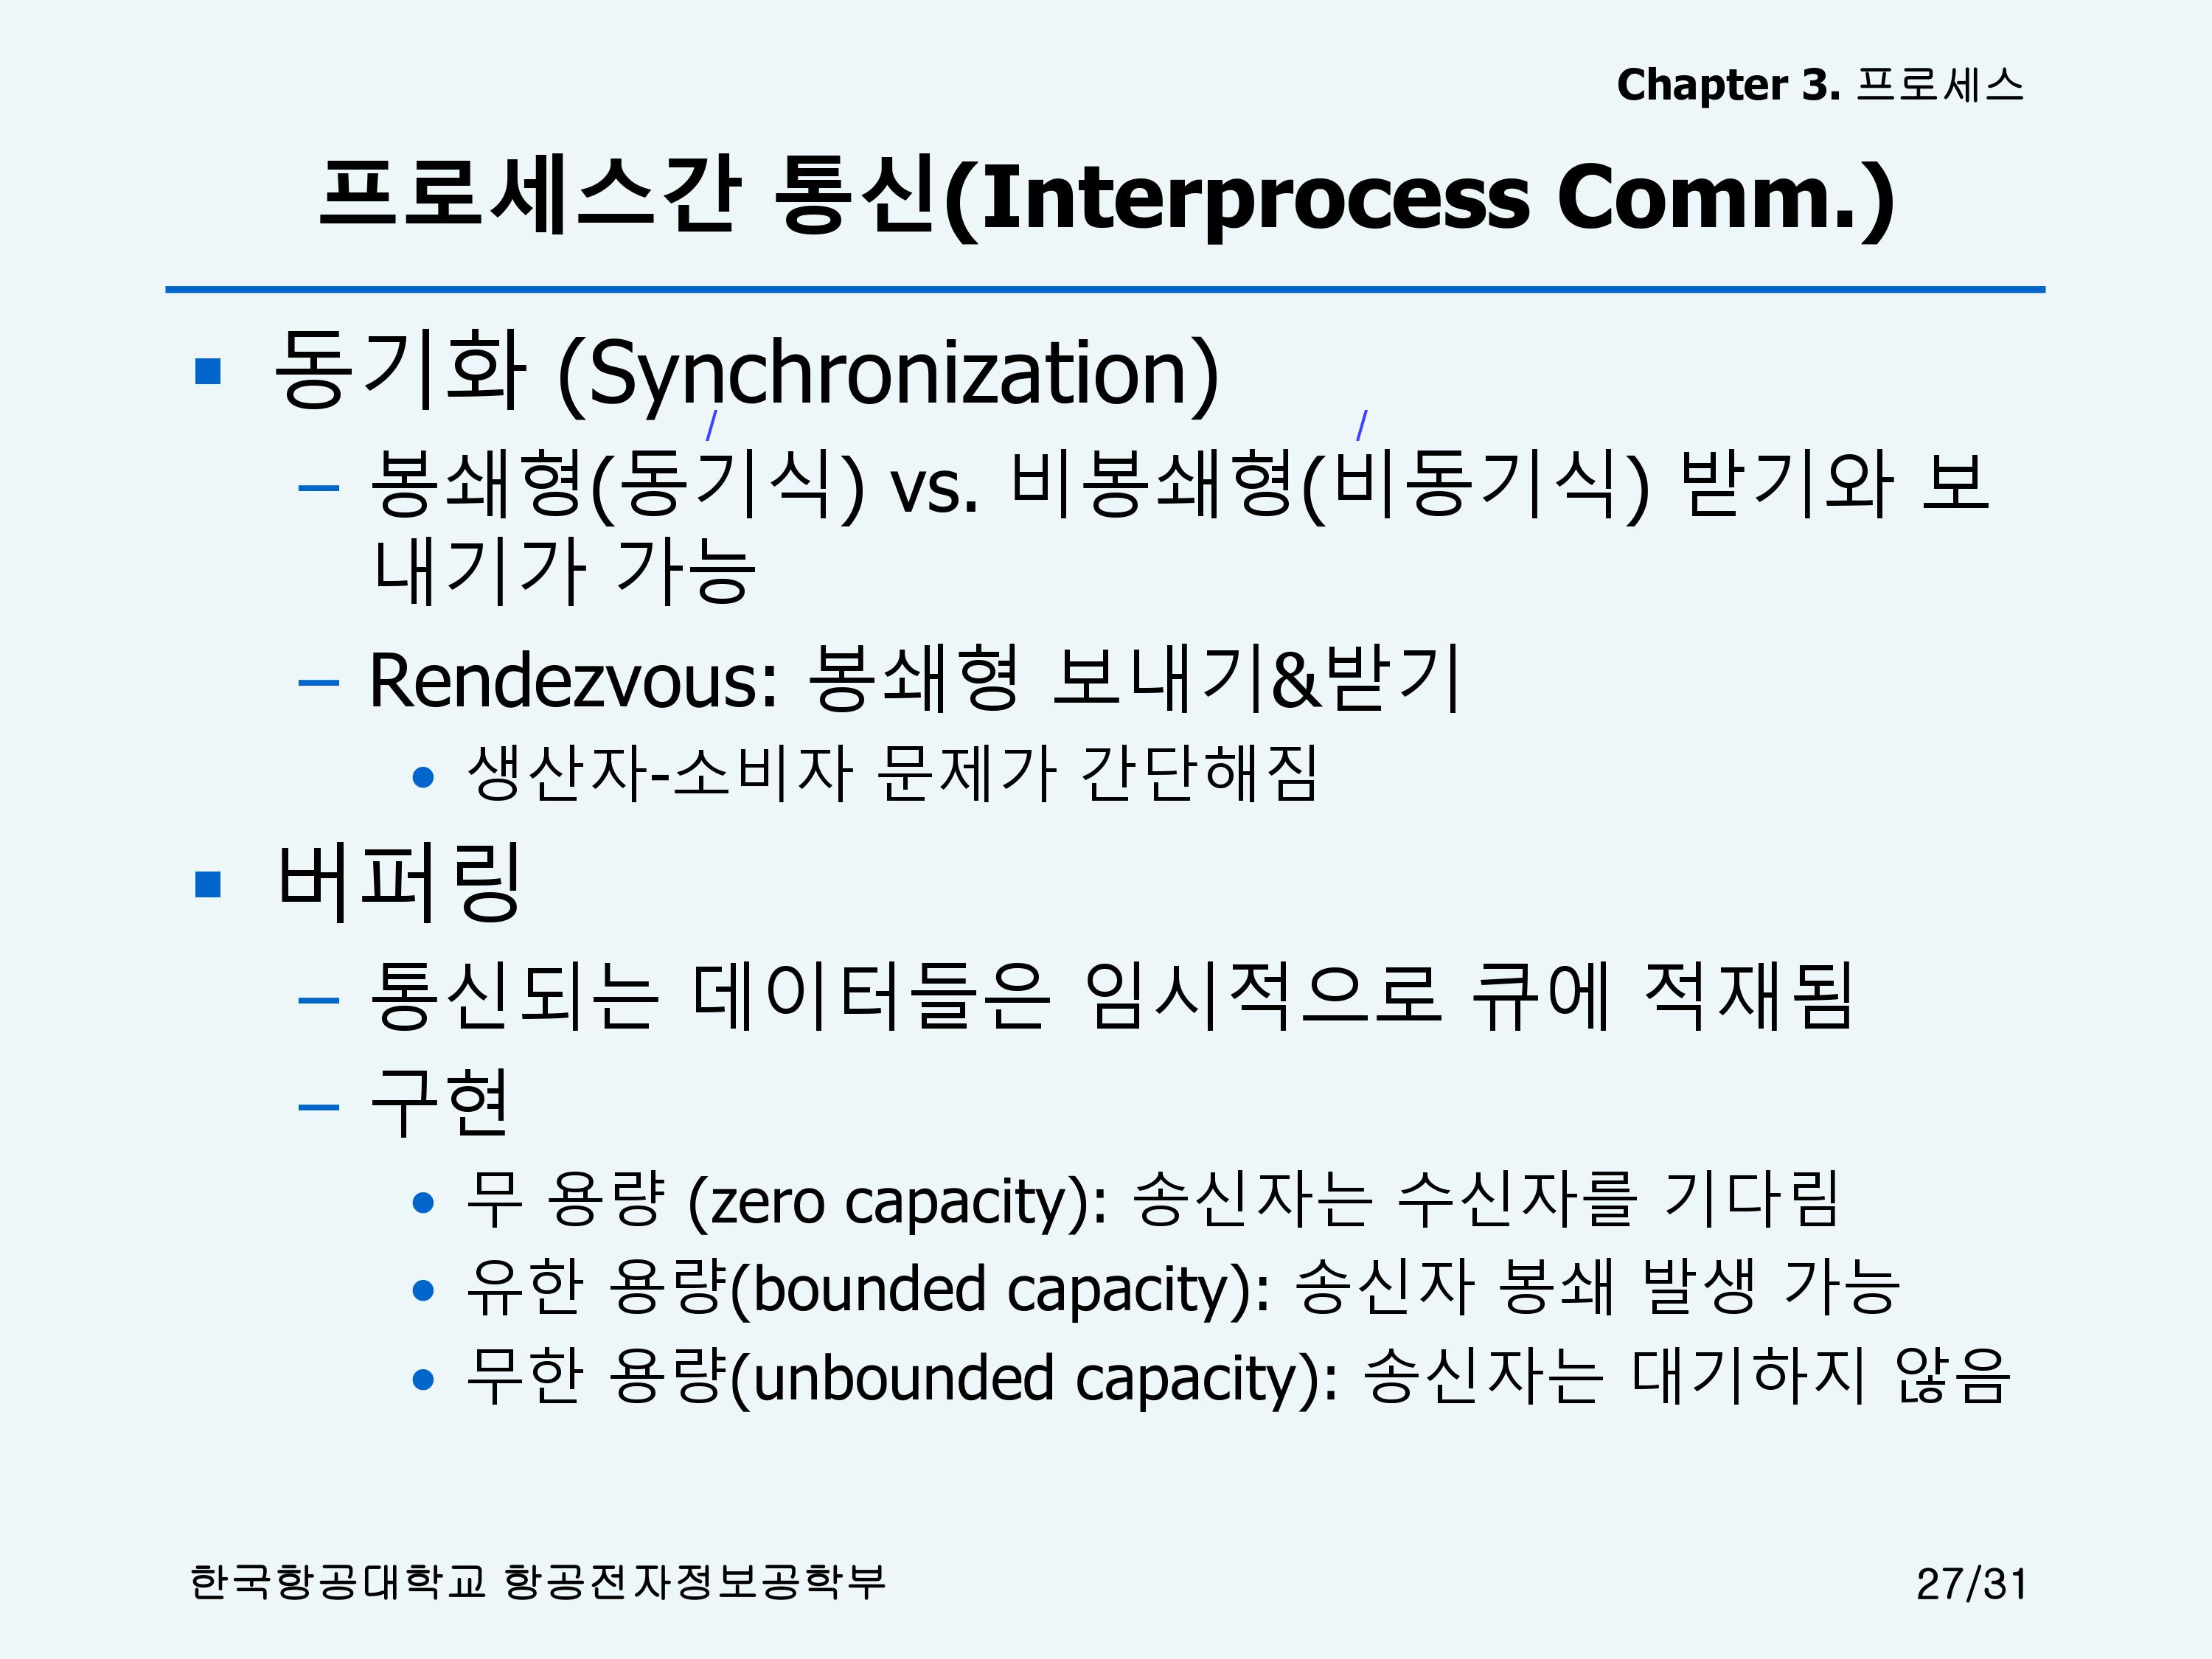 Chapter 3. 프로세스
프로세스간 통신(Interprocess Comm.)
▪ 동기화 (Synchronization)
/ /
– 봉쇄형(동기식) vs. 비봉쇄형(비동기식) 받기와 보
내기가 가능
– Rendezvous: 봉쇄형 보내기&받기
• 생산자-소비자 문제가 간단해짐
▪ 버퍼링
– 통신되는 데이터들은 임시적으로 큐에 적재됨
– 구현
• 무 용량 (zero capacity): 송신자는 수신자를 기다림
• 유한 용량(bounded capacity): 송신자 봉쇄 발생 가능
• 무한 용량(unbounded capacity): 송신자는 대기하지 않음
한국항공대학교 항공전자정보공학부
27/31